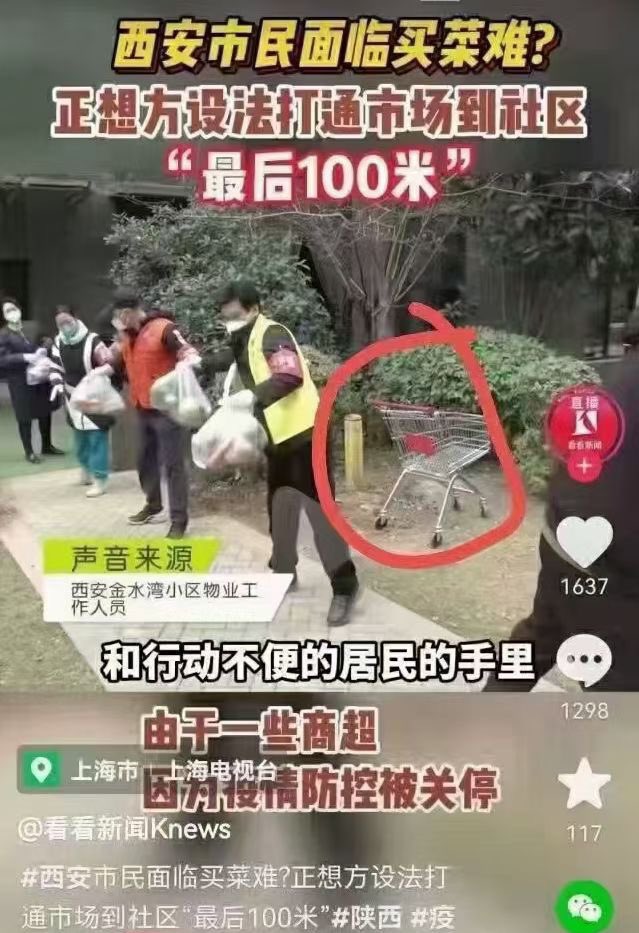 西安市民面临买菜难?
正想方设法打通市场到社区
“最后100米”
直播
K
看看新闻
1637
声音来源
西安金水湾小区物业工
作人员
和行动不便的居民的手里
1298
由于一些商超
上海市 上海电视台
因为疫情防控被关停
117
@看看新闻Knews
#西安市民面临买菜难?正想方设法打
通市场到社区“最后100米”#陕西 #疫